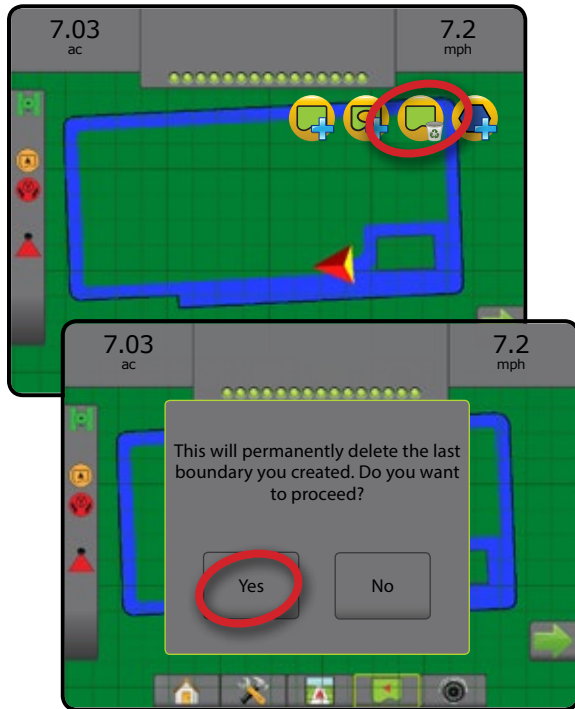 7.03
ac
7.2
mph
7.03
ac
7.2
mph
This will permanently delete the last
boundary you created. Do you want
to proceed?
Yes
No